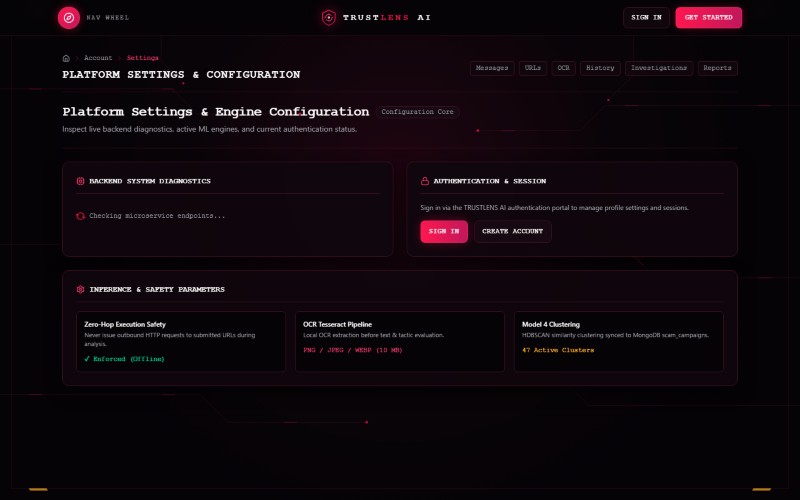 NAV WHEEL
TRUSTLENS AI
SIGN IN
GET STARTED
Account > Settings
PLATFORM SETTINGS & CONFIGURATION
Messages
URLs
OCR
History
Investigations
Reports
Platform Settings & Engine Configuration
Configuration Core
Inspect live backend diagnostics, active ML engines, and current authentication status.
BACKEND SYSTEM DIAGNOSTICS
Checking microservice endpoints...
AUTHENTICATION & SESSION
Sign in via the TRUSTLENS AI authentication portal to manage profile settings and sessions.
SIGN IN
CREATE ACCOUNT
INFERENCE & SAFETY PARAMETERS
Zero-Hop Execution Safety
Never issue outbound HTTP requests to submitted URLs during
analysis.
✓ Enforced (Offline)
OCR Tesseract Pipeline
Local OCR extraction before text & tactic evaluation.
PNG / JPEG / WEBP (10 MB)
Model 4 Clustering
HDBSCAN similarity clustering synced to MongoDB scam_campaigns.
47 Active Clusters